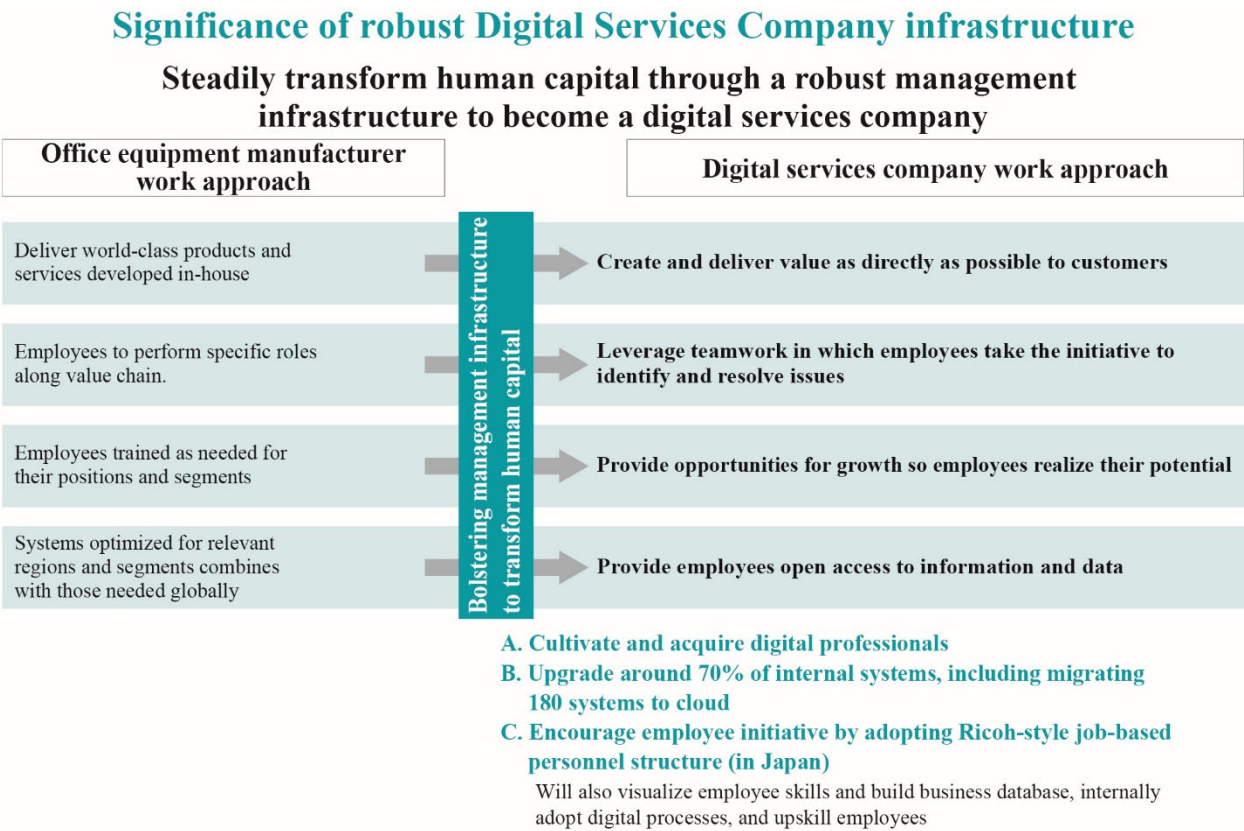 Significance of robust Digital Services Company infrastructure
Steadily transform human capital through a robust management
infrastructure to become a digital services company
Office equipment manufacturer
work approach
Digital services company work approach
Deliver world-class products and
services developed in-house
Create and deliver value as directly as possible to customers
Employees to perform specific roles
along value chain.
Leverage teamwork in which employees take the initiative to
identify and resolve issues
Employees trained as needed for
their positions and segments
Provide opportunities for growth so employees realize their potential
Systems optimized for relevant
regions and segments combines
with those needed globally
Provide employees open access to information and data
Bolstering management infrastructure
to transform human capital
A. Cultivate and acquire digital professionals
B. Upgrade around 70% of internal systems, including migrating
180 systems to cloud
C. Encourage employee initiative by adopting Ricoh-style job-based
personnel structure (in Japan)
Will also visualize employee skills and build business database, internally
adopt digital processes, and upskill employees